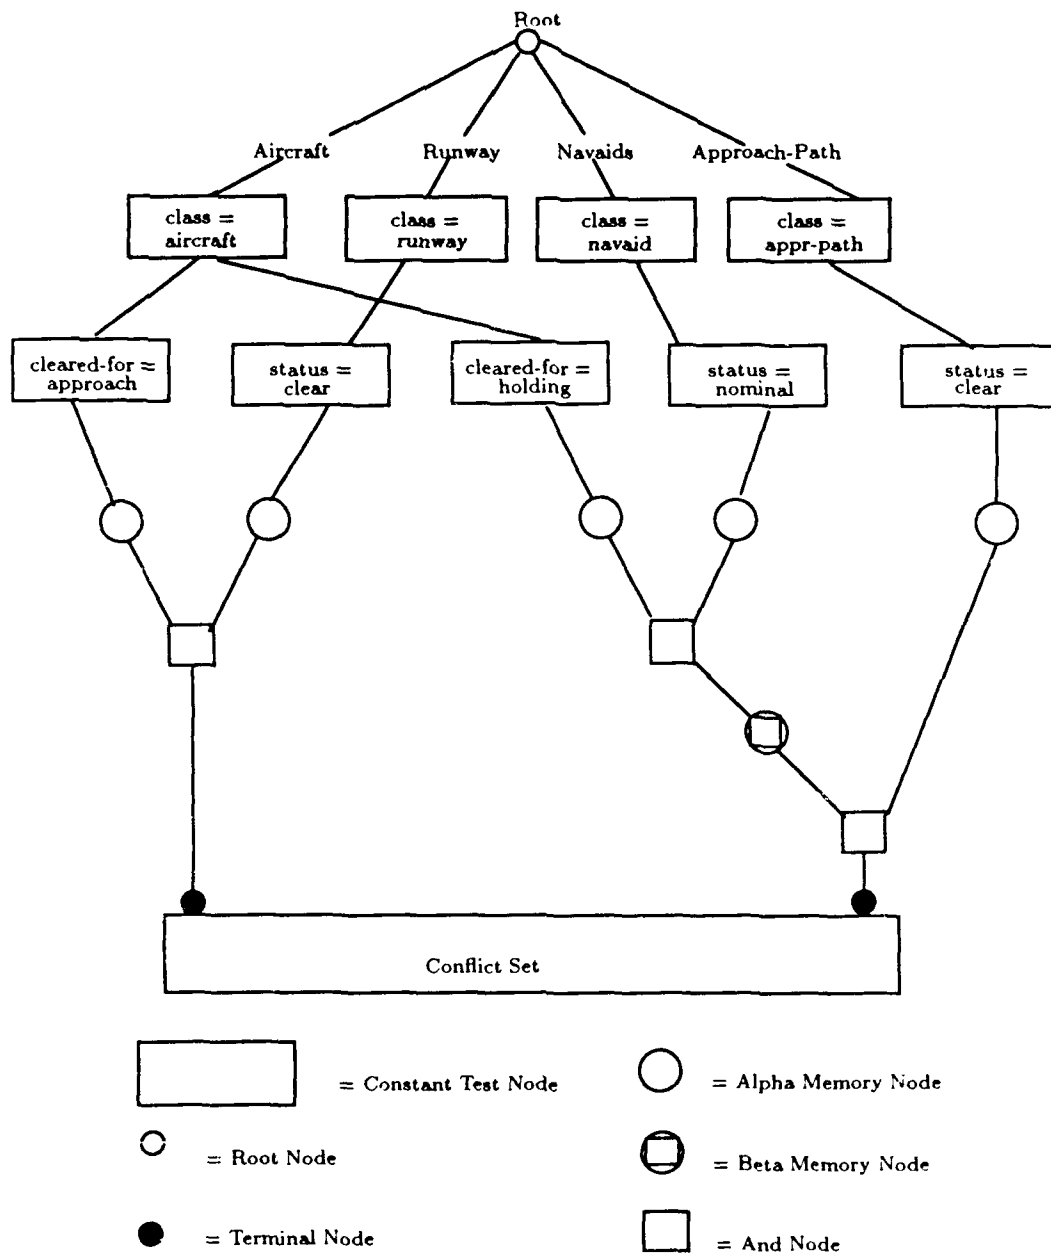 Root
Aircraft Runway Navaids Approach-Path
class =
aircraft
class =
runway
class =
navaid
class =
appr-path
cleared-for =
approach
status =
clear
cleared-for =
holding
status =
nominal
status =
clear
Conflict Set
= Constant Test Node
= Alpha Memory Node
= Root Node
= Beta Memory Node
= Terminal Node
= And Node